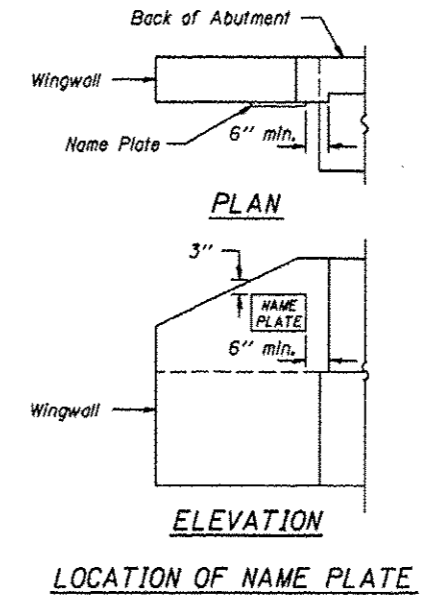 Back of Abutment
Wingwall
Name Plate
6" min.
PLAN
3"
NAME
PLATE
6" min.
Wingwall
ELEVATION
LOCATION OF NAME PLATE